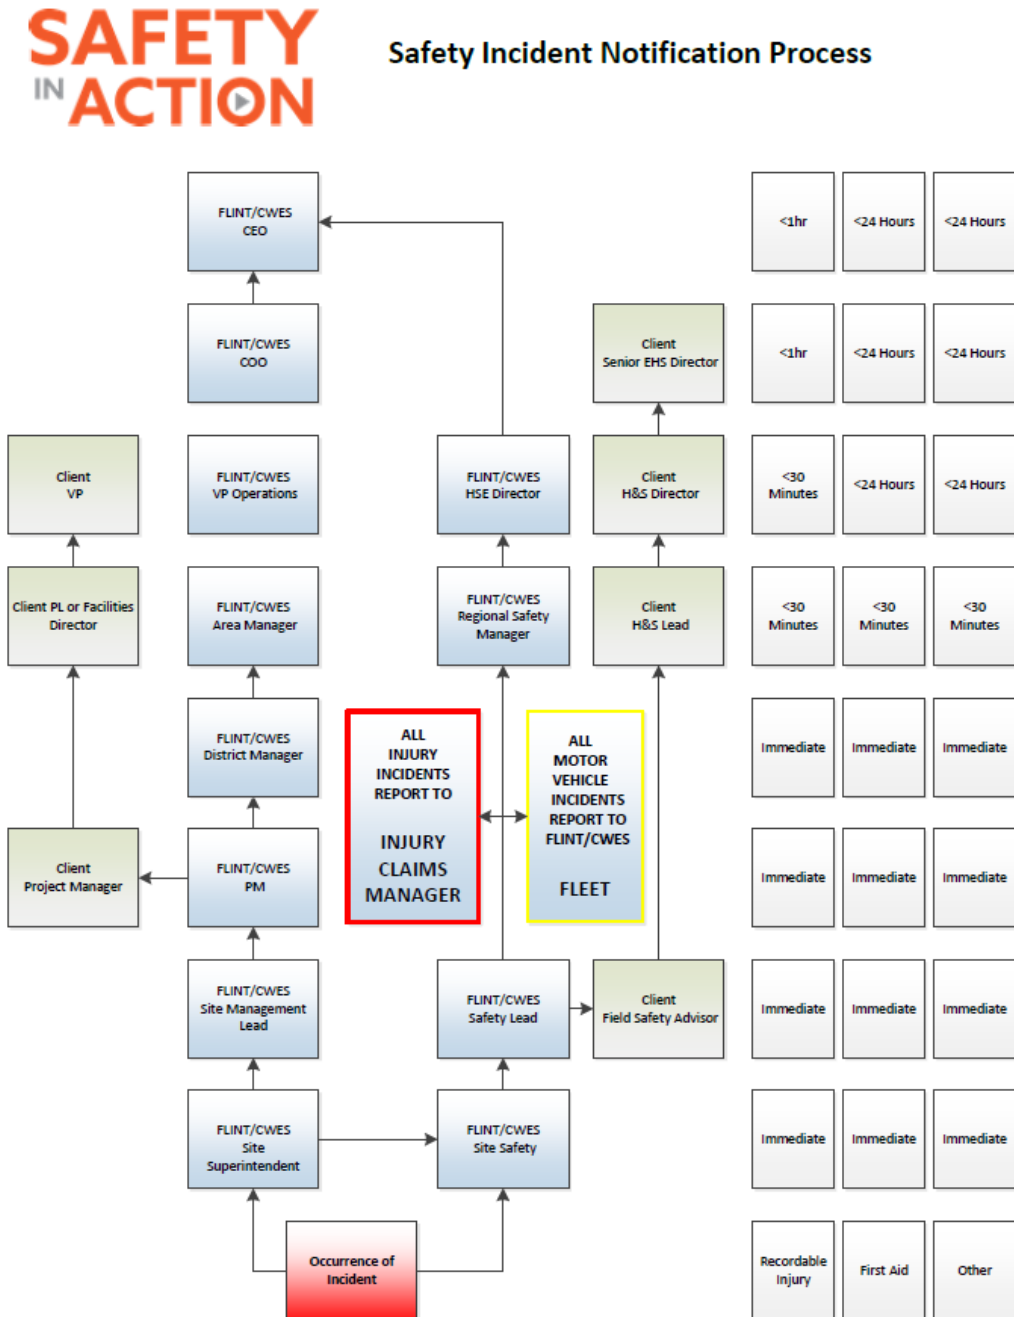 SAFETY
IN ACTION
Safety Incident Notification Process
FLINT/CWES
CEO
<1hr
<24 Hours
<24 Hours
FLINT/CWES
COO
Client
Senior EHS Director
<1hr
<24 Hours
<24 Hours
Client
VP
FLINT/CWES
VP Operations
FLINT/CWES
HSE Director
Client
H&S Director
<30
Minutes
<24 Hours
<24 Hours
Client PL or Facilities
Director
FLINT/CWES
Area Manager
FLINT/CWES
Regional Safety
Manager
Client
H&S Lead
<30
Minutes
<30
Minutes
<30
Minutes
FLINT/CWES
District Manager
ALL
INJURY
INCIDENTS
REPORT TO
INJURY
CLAIMS
MANAGER
ALL
MOTOR
VEHICLE
INCIDENTS
REPORT TO
FLINT/CWES
FLEET
Immediate
Immediate
Immediate
Client
Project Manager
FLINT/CWES
PM
Immediate
Immediate
Immediate
FLINT/CWES
Site Management
Lead
FLINT/CWES
Safety Lead
Client
Field Safety Advisor
Immediate
Immediate
Immediate
FLINT/CWES
Site
Superintendent
FLINT/CWES
Site Safety
Immediate
Immediate
Immediate
Occurrence of
Incident
Recordable
Injury
First Aid
Other